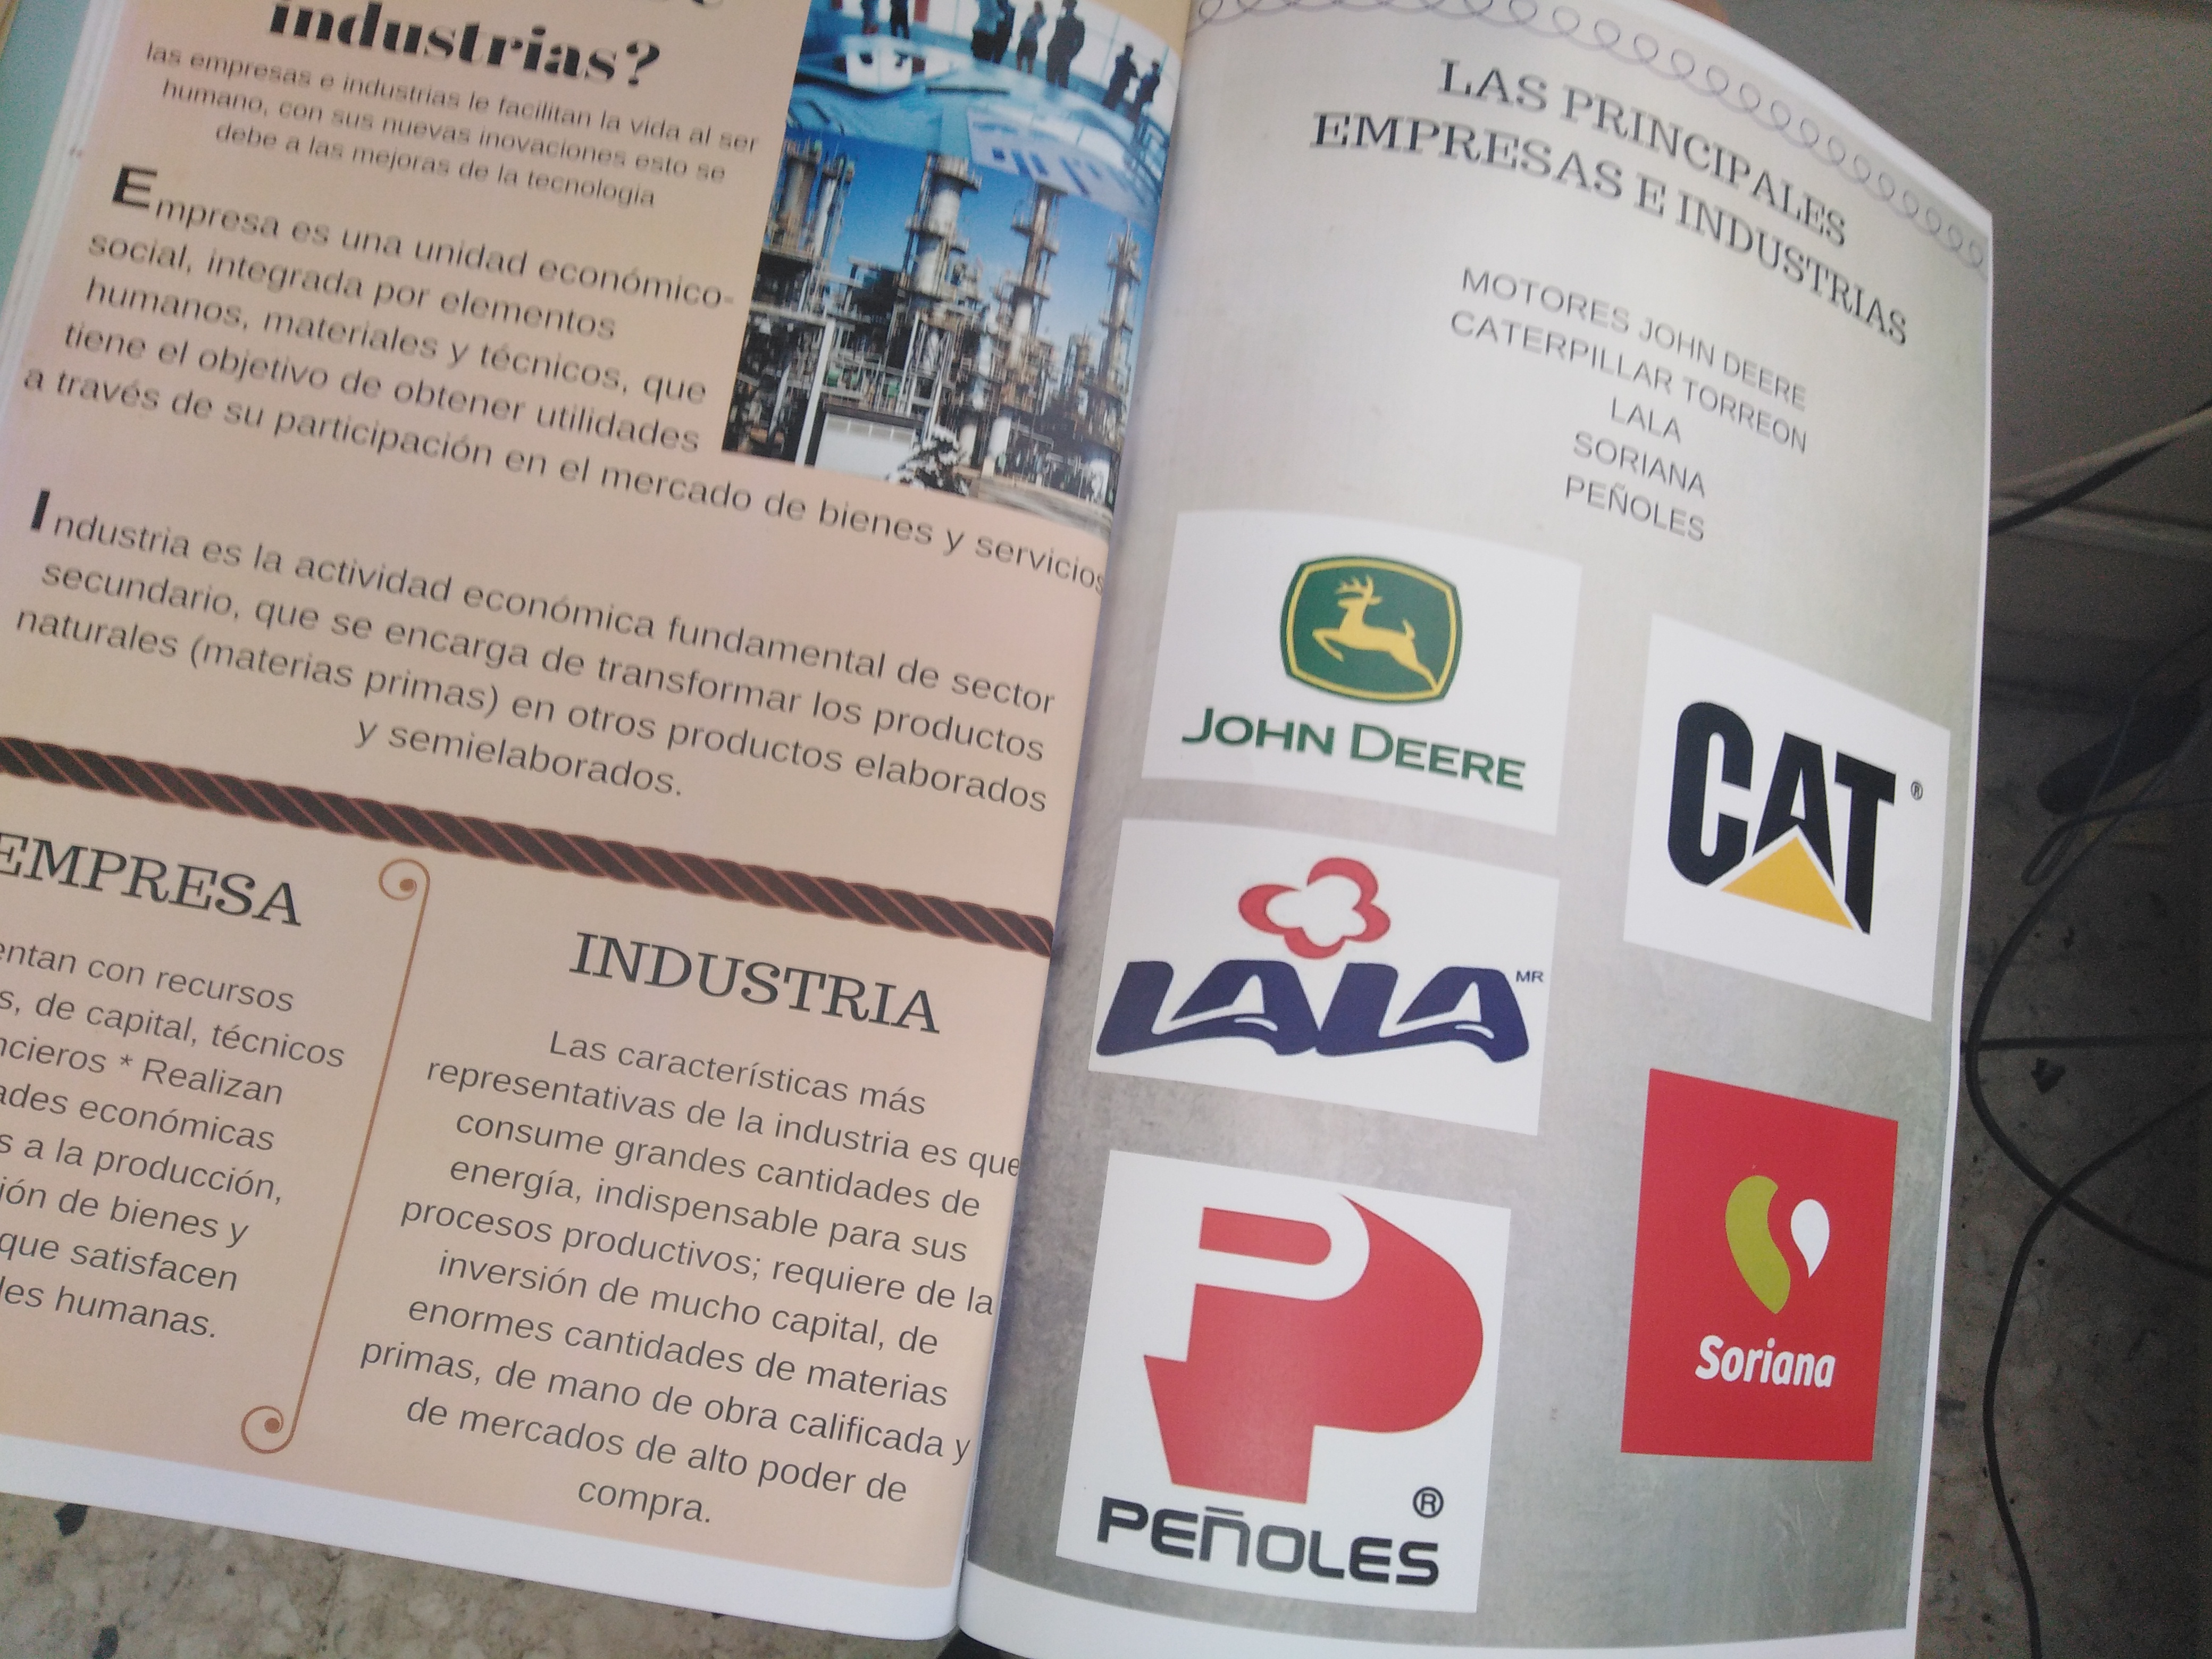 industrias?
las empresas e industrias le facilitan la vida al ser
humano, con sus nuevas inovaciones esto se
debe a las mejoras de la tecnologia
Empresa es una unidad económico-
social, integrada por elementos
humanos, materiales y técnicos, que
tiene el objetivo de obtener utilidades
a través de su participación en el mercado de bienes y servicios
Industria es la actividad económica fundamental de sector
secundario, que se encarga de transformar los productos
naturales (materias primas) en otros productos elaborados
y semielaborados.
EMPRESA
entan con recursos
s, de capital, técnicos
ncieros * Realizan
ades económicas
s a la producción,
ión de bienes y
que satisfacen
les humanas.
INDUSTRIA
Las características más
representativas de la industria es que
consume grandes cantidades de
energía, indispensable para sus
procesos productivos; requiere de la
inversión de mucho capital, de
enormes cantidades de materias
primas, de mano de obra calificada y
de mercados de alto poder de
compra.
LAS PRINCIPALES
EMPRESAS E INDUSTRIAS
MOTORES JOHN DEERE
CATERPILLAR TORREON
LALA
SORIANA
PEÑOLES
JOHN DEERE
CAT ®
LALA MR
Soriana
PEÑOLES ®